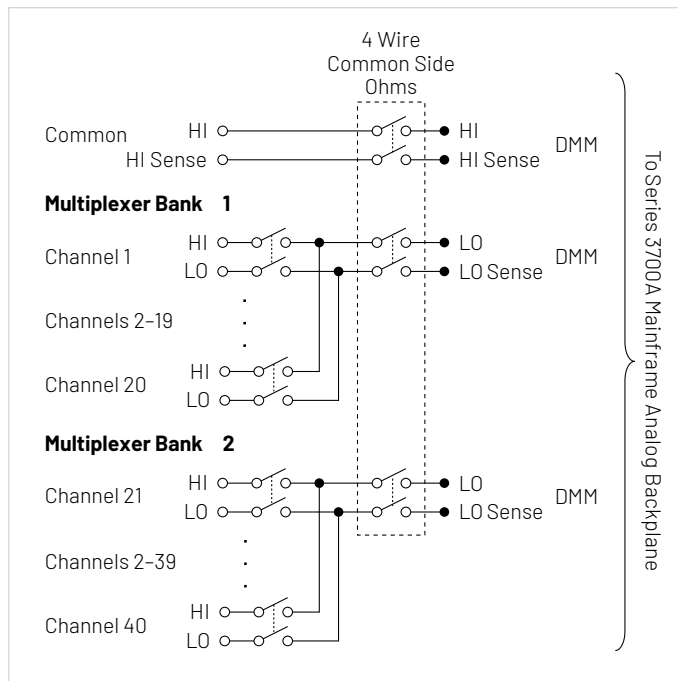 4 Wire
Common Side
Ohms
Common HI HI DMM
HI Sense HI Sense
Multiplexer Bank 1
Channel 1 HI LO DMM
LO LO Sense
Channels 2–19
Channel 20 HI
LO
Multiplexer Bank 2
Channel 21 HI LO DMM
LO LO Sense
Channels 2–39
Channel 40 HI
LO
To Series 3700A Mainframe Analog Backplane